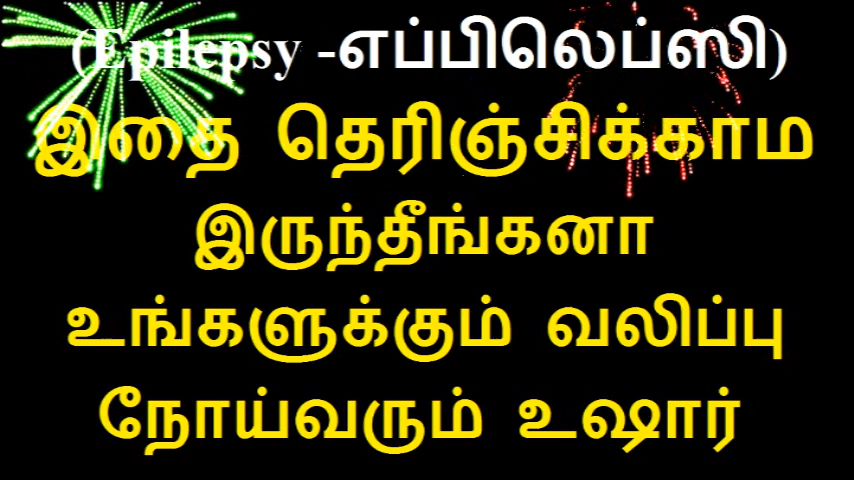 (Epilepsy -எப்பிலெப்ஸி)
இதை தெரிஞ்சிக்காம
இருந்தீங்கனா
உங்களுக்கும் வலிப்பு
நோய்வரும் உஷார்